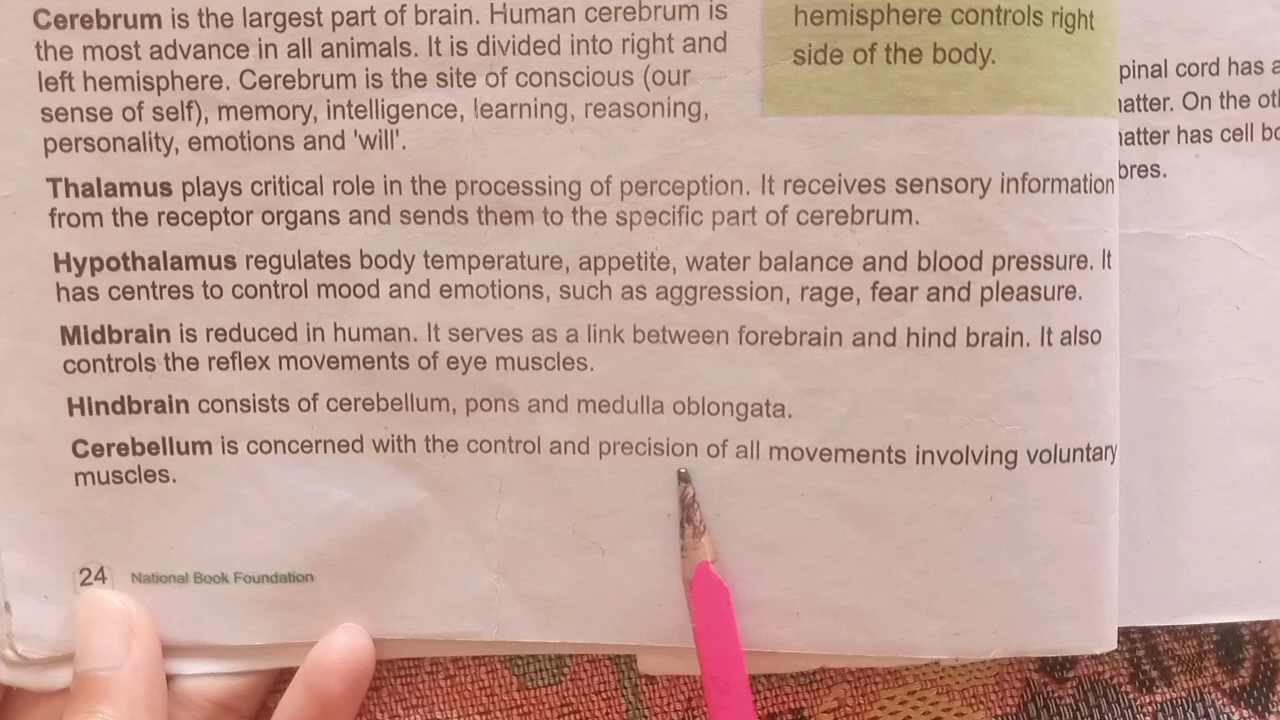 Cerebrum is the largest part of brain. Human cerebrum is
the most advance in all animals. It is divided into right and
left hemisphere. Cerebrum is the site of conscious (our
sense of self), memory, intelligence, learning, reasoning,
personality, emotions and 'will'.
hemisphere controls right
side of the body.
Thalamus plays critical role in the processing of perception. It receives sensory information
from the receptor organs and sends them to the specific part of cerebrum.
Hypothalamus regulates body temperature, appetite, water balance and blood pressure. It
has centres to control mood and emotions, such as aggression, rage, fear and pleasure.
Midbrain is reduced in human. It serves as a link between forebrain and hind brain. It also
controls the reflex movements of eye muscles.
Hindbrain consists of cerebellum, pons and medulla oblongata.
Cerebellum is concerned with the control and precision of all movements involving voluntary
muscles.
24 National Book Foundation
cord has
On the
has cell